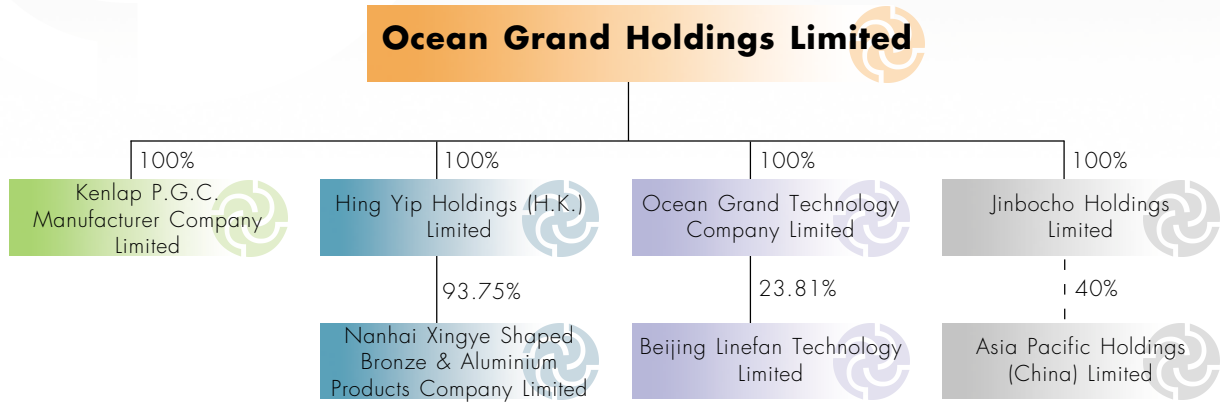 Ocean Grand Holdings Limited
100%
100%
100%
100%
Kenlap P.G.C.
Manufacturer Company
Limited
Hing Yip Holdings (H.K.)
Limited
Ocean Grand Technology
Company Limited
Jinbocho Holdings
Limited
93.75%
23.81%
40%
Nanhai Xingye Shaped
Bronze & Aluminium
Products Company Limited
Beijing Linefan Technology
Limited
Asia Pacific Holdings
(China) Limited